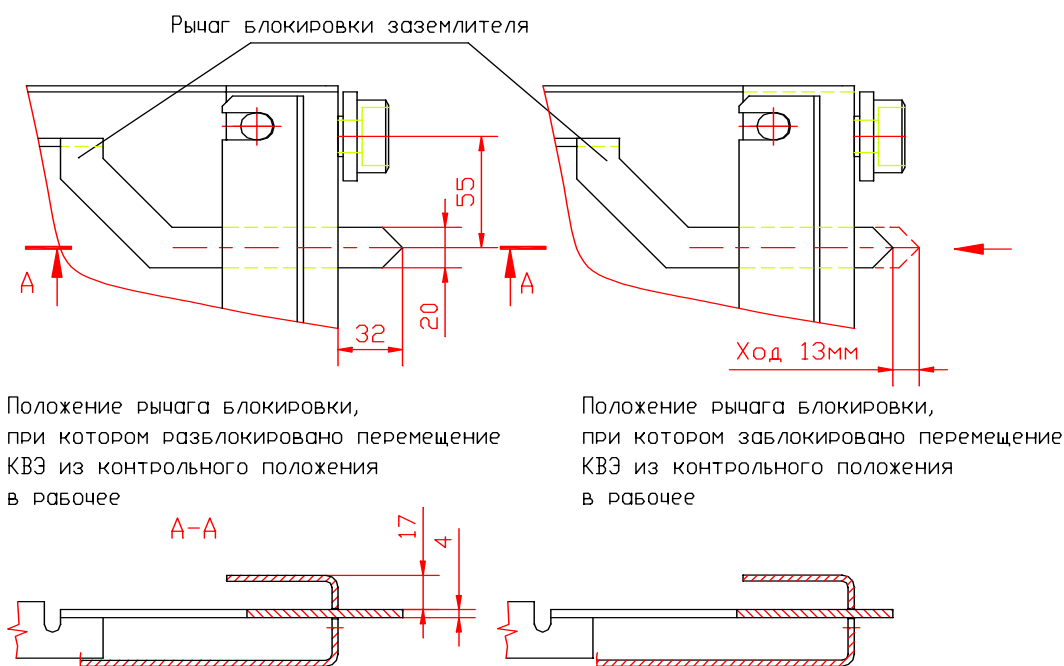 Рычаг блокировки заземлителя
55
А
А
20
32
Ход 13мм
Положение рычага блокировки,
при котором разблокировано перемещение
КВЭ из контрольного положения
в рабочее
Положение рычага блокировки,
при котором заблокировано перемещение
КВЭ из контрольного положения
в рабочее
А-А
17
4